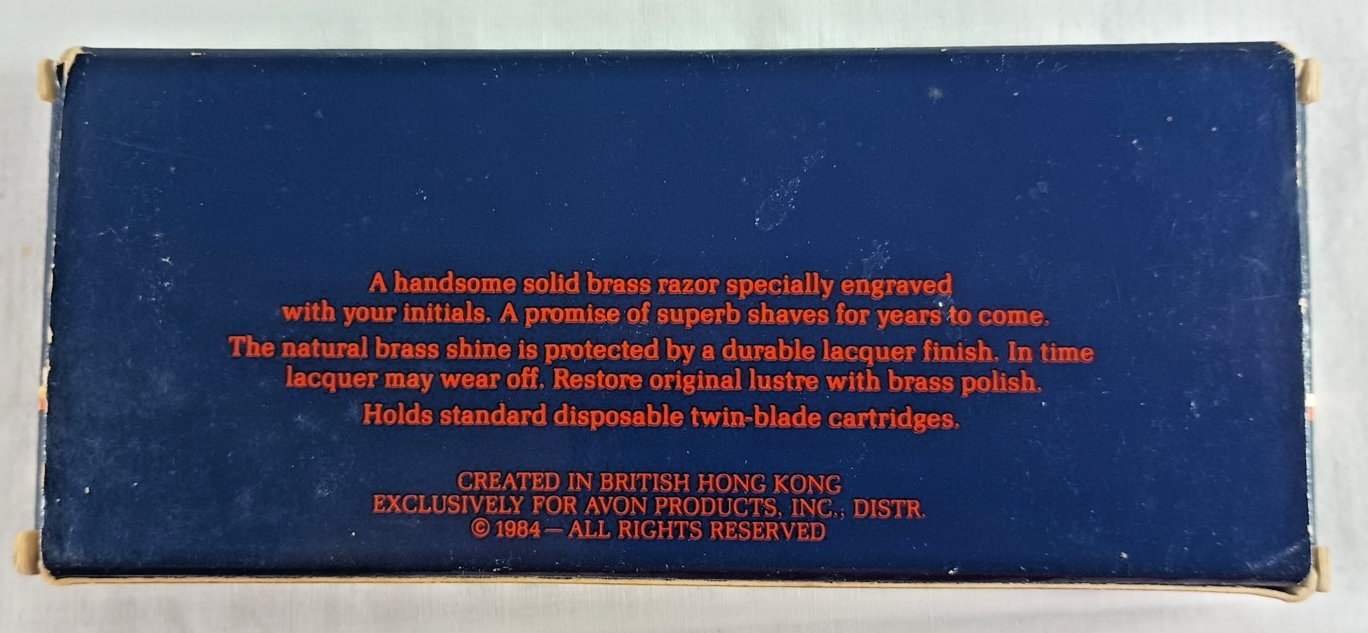 A handsome solid brass razor specially engraved
with your initials. A promise of superb shaves for years to come.
The natural brass shine is protected by a durable lacquer finish. In time
lacquer may wear off. Restore original lustre with brass polish.
Holds standard disposable twin-blade cartridges.
CREATED IN BRITISH HONG KONG
EXCLUSIVELY FOR AVON PRODUCTS, INC., DISTR.
© 1984 — ALL RIGHTS RESERVED